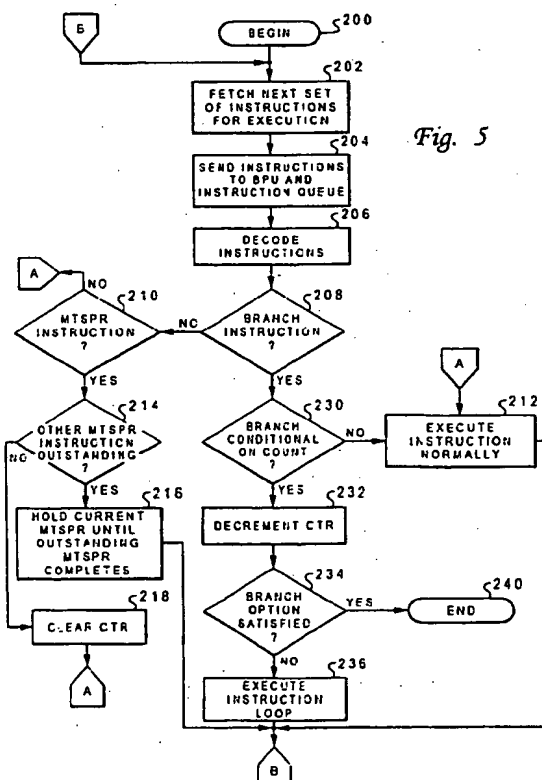 B
BEGIN
200
202
FETCH NEXT SET
OF INSTRUCTIONS
FOR EXECUTION
Fig. 5
204
SEND INSTRUCTIONS
TO BPU AND
INSTRUCTION QUEUE
206
DECODE
INSTRUCTIONS
A
NO
210
MTSPR
INSTRUCTION
?
NO
208
BRANCH
INSTRUCTION
?
YES
YES
A
214
OTHER MTSPR
INSTRUCTION
OUTSTANDING
?
NO
YES
230
BRANCH
CONDITIONAL
ON COUNT
?
NO
YES
212
EXECUTE
INSTRUCTION
NORMALLY
216
HOLD CURRENT
MTSPR UNTIL
OUTSTANDING
MTSPR
COMPLETES
232
DECREMENT CTR
234
BRANCH
OPTION
SATISFIED
?
YES
240
END
218
CLEAR CTR
NO
236
EXECUTE
INSTRUCTION
LOOP
A
B